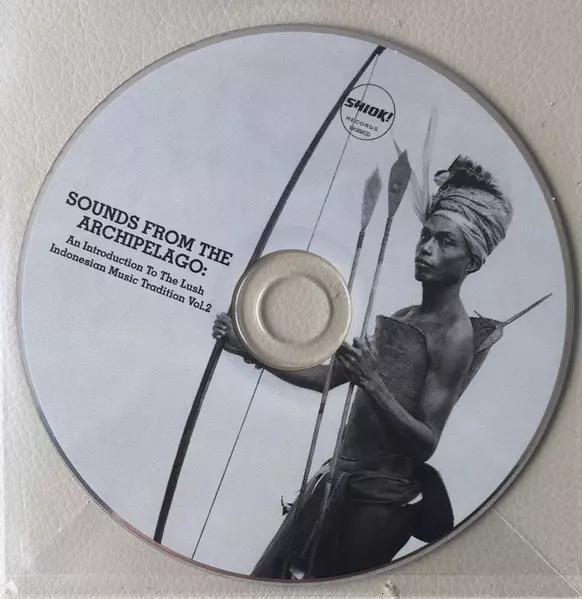 SHIOK!
RECORDS
SOUNDS FROM THE
ARCHIPELAGO:
An Introduction To The Lush
Indonesian Music Tradition Vol.2